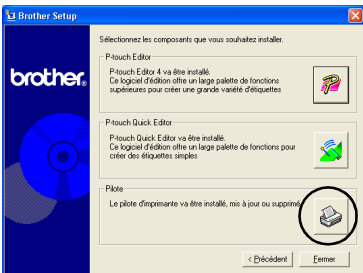 Brother Setup
Sélectionnez les composants que vous souhaitez installer.
brother
P-touch Editor
P-touch Editor 4 va être installé.
Ce logiciel d'édition offre un large palette de fonctions
supérieures pour créer une grande variété d'étiquettes
P-touch Quick Editor
P-touch Quick Editor va être installé.
Ce logiciel d'édition offre un large palette de fonctions pour
créer des étiquettes simples
Pilote
Le pilote d'imprimante va être installé, mis à jour ou supprimé
< Précédent
Fermer